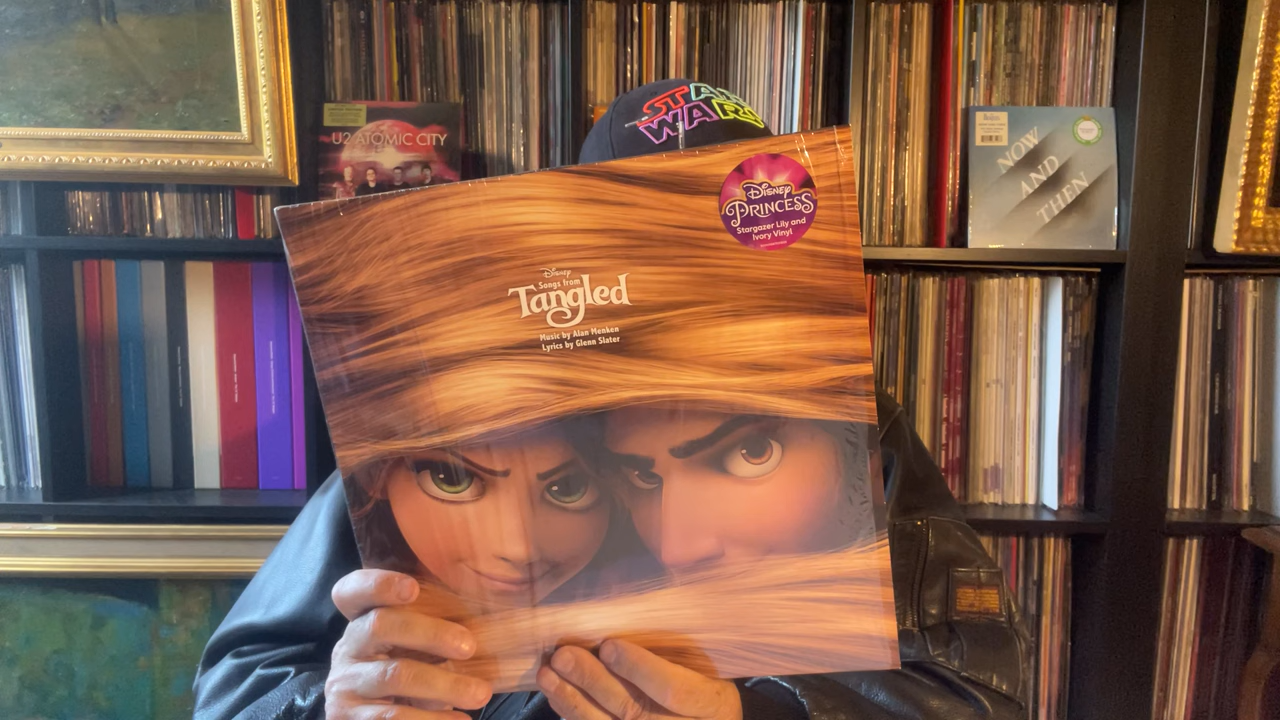 U2 ATOMIC CITY
STAR
WARS
Disney
PRINCESS
Stargazer Lily and
Ivory Vinyl
Disney
Songs from
Tangled
Music by Alan Menken
Lyrics by Glenn Slater
NOW
AND
THEN